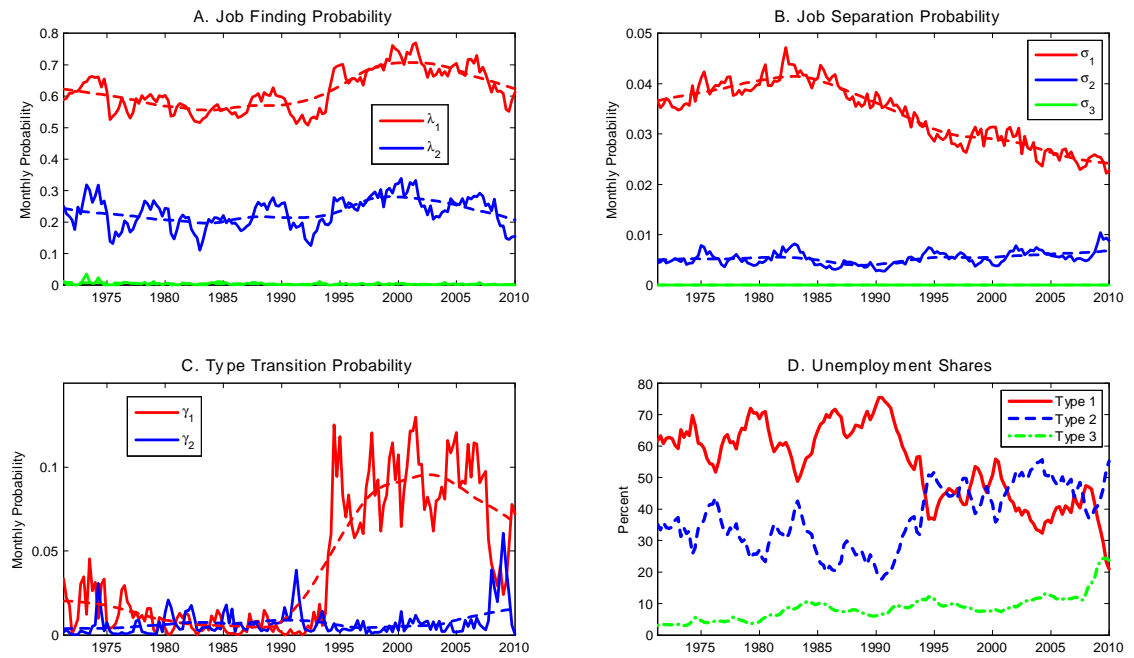 A. Job Finding Probability
Monthly Probability
0.8
0.7
0.6
0.5
0.4
0.3
0.2
0.1
0
λ1
λ2
1975 1980 1985 1990 1995 2000 2005 2010
B. Job Separation Probability
Monthly Probability
0.05
0.04
0.03
0.02
0.01
0
σ1
σ2
σ3
1975 1980 1985 1990 1995 2000 2005 2010
C. Type Transition Probability
Monthly Probability
0.1
0.05
0
γ1
γ2
1975 1980 1985 1990 1995 2000 2005 2010
D. Unemployment Shares
Percent
80
70
60
50
40
30
20
10
0
Type 1
Type 2
Type 3
1975 1980 1985 1990 1995 2000 2005 2010